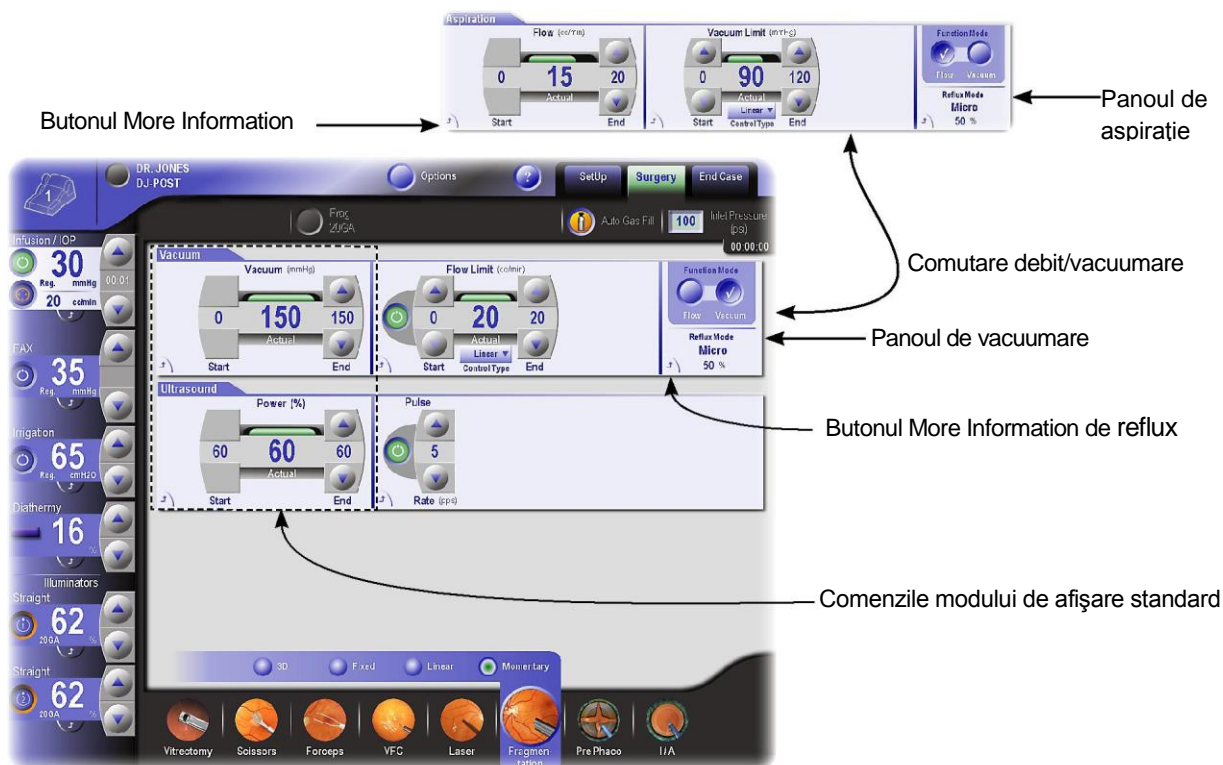 Aspiration
Flow (cc/min)
Vacuum Limit (mmHg)
Function Mode
0 15 20
0 90 120
Flow Vacuum
Actual
Actual
Linear
Start End
Start Control Type End
Reflux Mode
Micro
50 %
Butonul More Information
Panoul de
aspirație
1
DR. JONES
DJ-POST
Options
?
SetUp
Surgery
End Case
Frag
20GA
Auto Gas Fill
100
Inlet Pressure
(psi)
00:00:00
Infusion / IOP
30
Reg. mmHg
00:01
20 cc/min
FAX
35
Reg. mmHg
Irrigation
65
Reg. cmH2O
Diathermy
16
%
Illuminators
Straight
62
20GA %
Straight
62
20GA %
Vacuum
Vacuum (mmHg)
Flow Limit (cc/min)
Function Mode
0 150 150
0 20 20
Flow Vacuum
Actual
Actual
Linear
Start End
Start Control Type End
Reflux Mode
Micro
50 %
Ultrasound
Power (%)
Pulse
60 60 60
5
Actual
Start End
Rate (pps)
Comutare debit/vacuumare
Panoul de vacuumare
Butonul More Information de reflux
Comenzile modului de afişare standard
3D
Fixed
Linear
Momentary
Vitrectomy
Scissors
Forceps
VFC
Laser
Fragmen-
tation
Pre Phaco
I/A